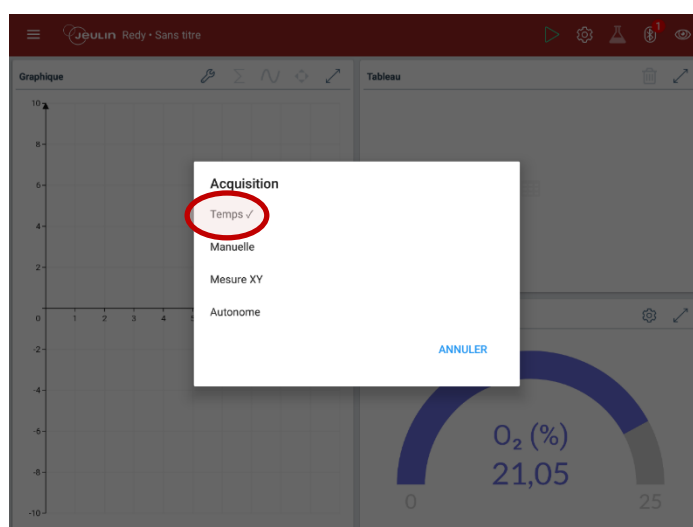 Jeulin Redy • Sans titre
1
Graphique
Tableau
10
8
6
4
2
0 1 2 3 4 5
-2
-4
-6
-8
-10
Acquisition
Temps ✓
Manuelle
Mesure XY
Autonome
ANNULER
O₂ (%)
21,05
0 25